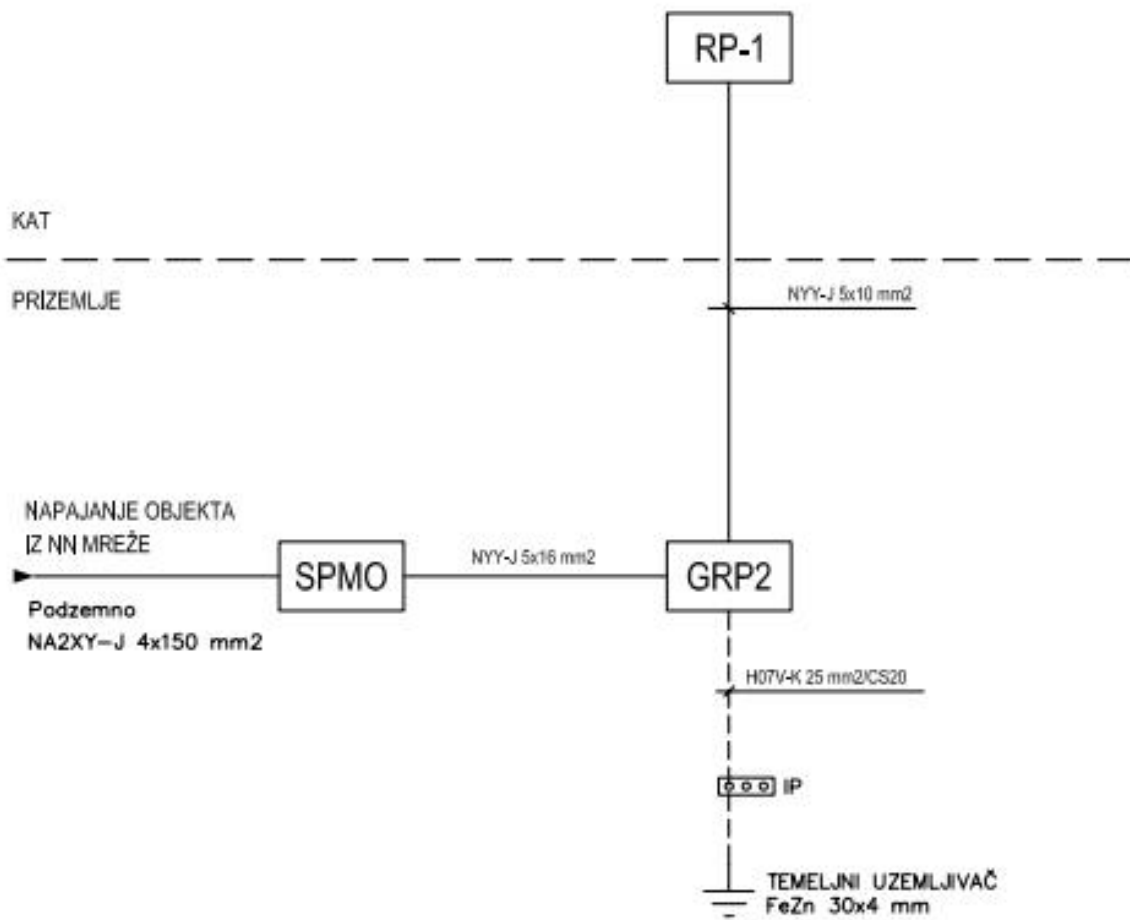 RP-1
KAT
PRIZEMLJE
NYY-J 5x10 mm2
NAPAJANJE OBJEKTA
IZ NN MREŽE
SPMO
NYY-J 5x16 mm2
GRP2
Podzemno
NA2XY-J 4x150 mm2
H07V-K 25 mm2/CS20
IP
TEMELJNI UZEMLJIVAČ
FeZn 30x4 mm